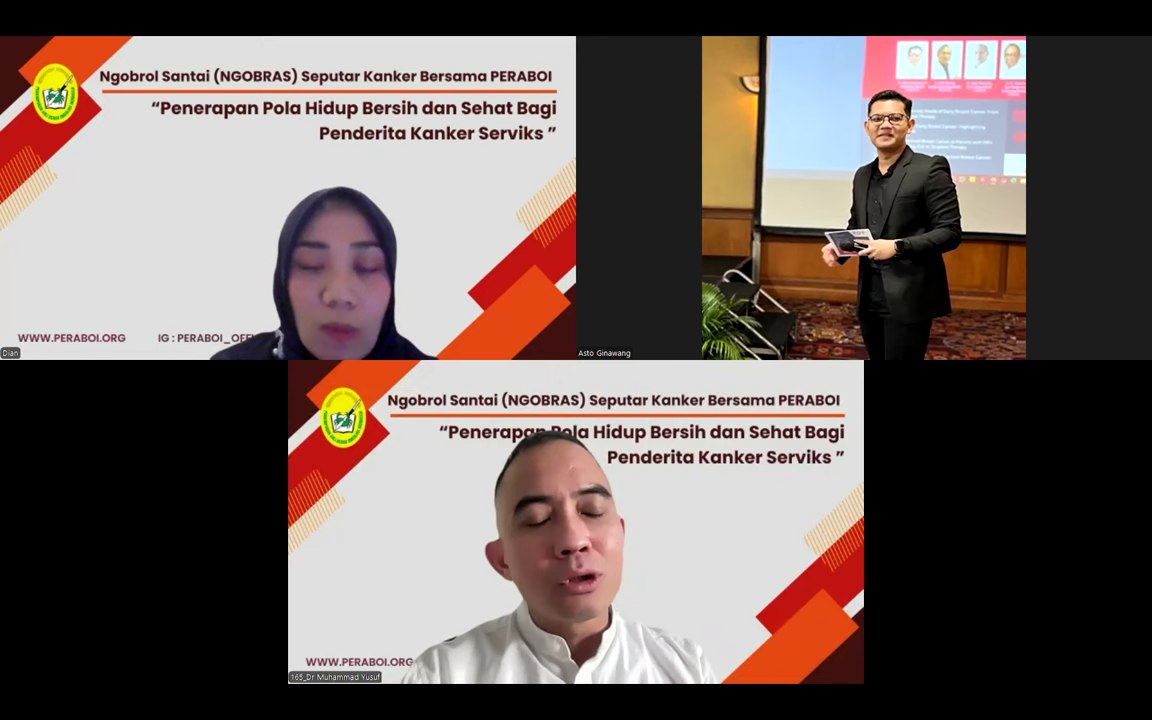 Ngobrol Santai (NGOBRAS) Seputar Kanker Bersama PERABOI
“Penerapan Pola Hidup Bersih dan Sehat Bagi
Penderita Kanker Serviks ”
WWW.PERABOI.ORG
IG : PERABOI_OFF
Dian
Asto Ginawang
Ngobrol Santai (NGOBRAS) Seputar Kanker Bersama PERABOI
“Penerapan Pola Hidup Bersih dan Sehat Bagi
Penderita Kanker Serviks ”
WWW.PERABOI.ORG
165_Dr Muhammad Yusuf